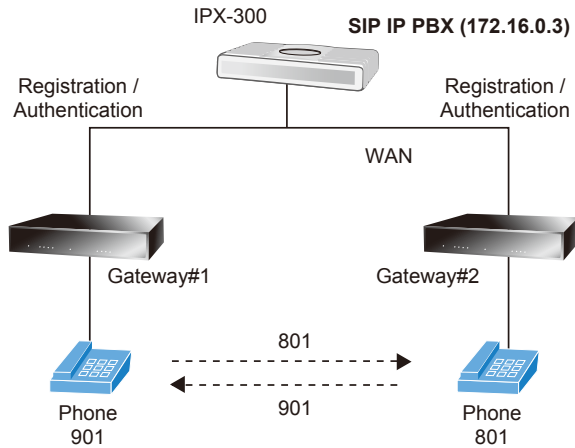 IPX-300
SIP IP PBX (172.16.0.3)
Registration /
Authentication
Registration /
Authentication
WAN
Gateway#1
Gateway#2
801
901
Phone
901
Phone
801